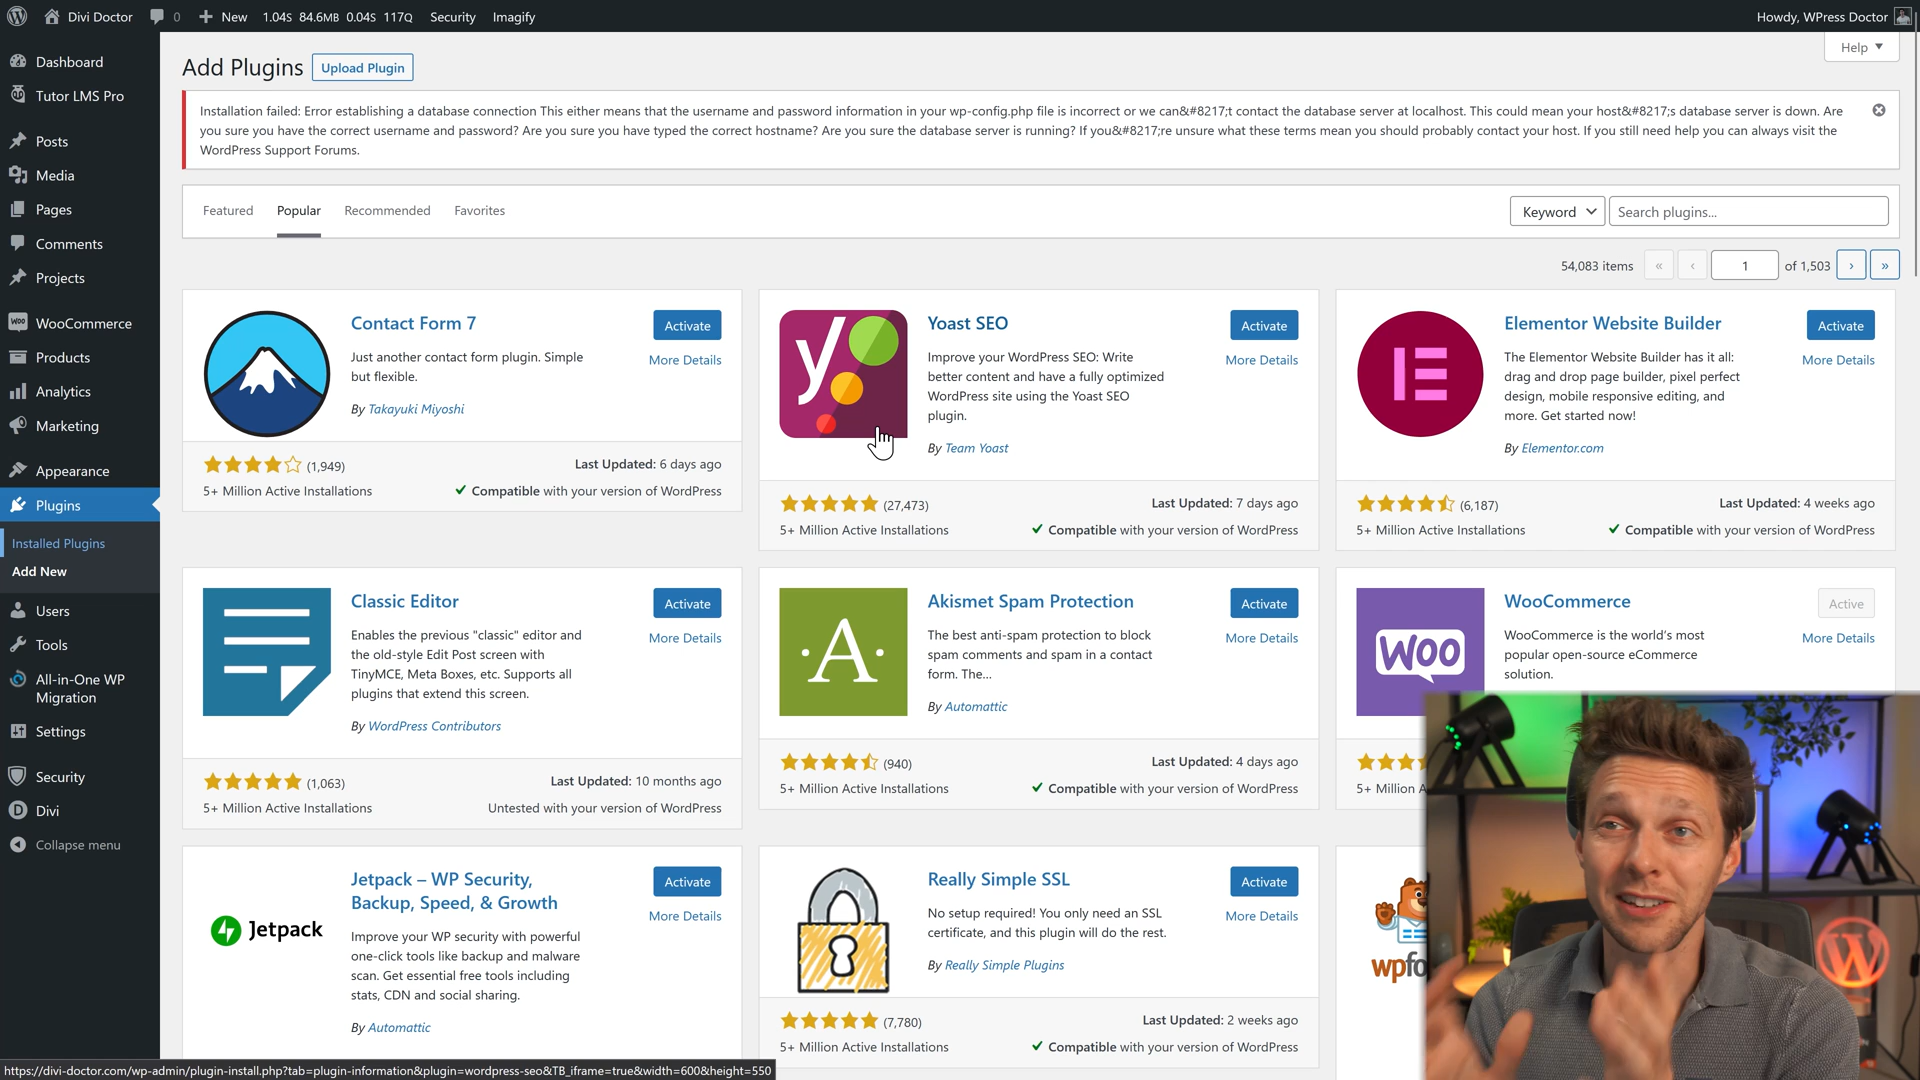 Divi Doctor 0 New 1.04S 84.6MB 0.04S 117Q Security Imagify Howdy, WPress Doctor
Help
Dashboard
Tutor LMS Pro
Posts
Media
Pages
Comments
Projects
WooCommerce
Products
Analytics
Marketing
Appearance
Plugins
Installed Plugins
Add New
Users
Tools
All-in-One WP
Migration
Settings
Security
Divi
Collapse menu
Add Plugins Upload Plugin
Installation failed: Error establishing a database connection This either means that the username and password information in your wp-config.php file is incorrect or we can&#8217;t contact the database server at localhost. This could mean your host&#8217;s database server is down. Are
you sure you have the correct username and password? Are you sure you have typed the correct hostname? Are you sure the database server is running? If you&#8217;re unsure what these terms mean you should probably contact your host. If you still need help you can always visit the
WordPress Support Forums.
Featured Popular Recommended Favorites Keyword Search plugins...
54,083 items « ‹ 1 of 1,503 › »
Contact Form 7
Activate
More Details
Just another contact form plugin. Simple
but flexible.
By Takayuki Miyoshi
(1,949)
Last Updated: 6 days ago
5+ Million Active Installations
Compatible with your version of WordPress
Yoast SEO
Activate
More Details
y
Improve your WordPress SEO: Write
better content and have a fully optimized
WordPress site using the Yoast SEO
plugin.
By Team Yoast
(27,473)
Last Updated: 7 days ago
5+ Million Active Installations
Compatible with your version of WordPress
Elementor Website Builder
Activate
More Details
The Elementor Website Builder has it all:
drag and drop page builder, pixel perfect
design, mobile responsive editing, and
more. Get started now!
By Elementor.com
(6,187)
Last Updated: 4 weeks ago
5+ Million Active Installations
Compatible with your version of WordPress
Classic Editor
Activate
More Details
Enables the previous "classic" editor and
the old-style Edit Post screen with
TinyMCE, Meta Boxes, etc. Supports all
plugins that extend this screen.
By WordPress Contributors
(1,063)
Last Updated: 10 months ago
5+ Million Active Installations
Untested with your version of WordPress
Akismet Spam Protection
Activate
More Details
·A·
The best anti-spam protection to block
spam comments and spam in a contact
form. The...
By Automattic
(940)
Last Updated: 4 days ago
5+ Million Active Installations
Compatible with your version of WordPress
WooCommerce
Active
More Details
WOO
WooCommerce is the world's most
popular open-source eCommerce
solution.
5+ Million A
Jetpack – WP Security,
Backup, Speed, & Growth
Activate
More Details
Jetpack
Improve your WP security with powerful
one-click tools like backup and malware
scan. Get essential free tools including
stats, CDN and social sharing.
By Automattic
Really Simple SSL
Activate
More Details
No setup required! You only need an SSL
certificate, and this plugin will do the rest.
By Really Simple Plugins
(7,780)
Last Updated: 2 weeks ago
5+ Million Active Installations
Compatible with your version of WordPress
wpfo
https://divi-doctor.com/wp-admin/plugin-install.php?tab=plugin-information&plugin=wordpress-seo&TB_iframe=true&width=600&height=550